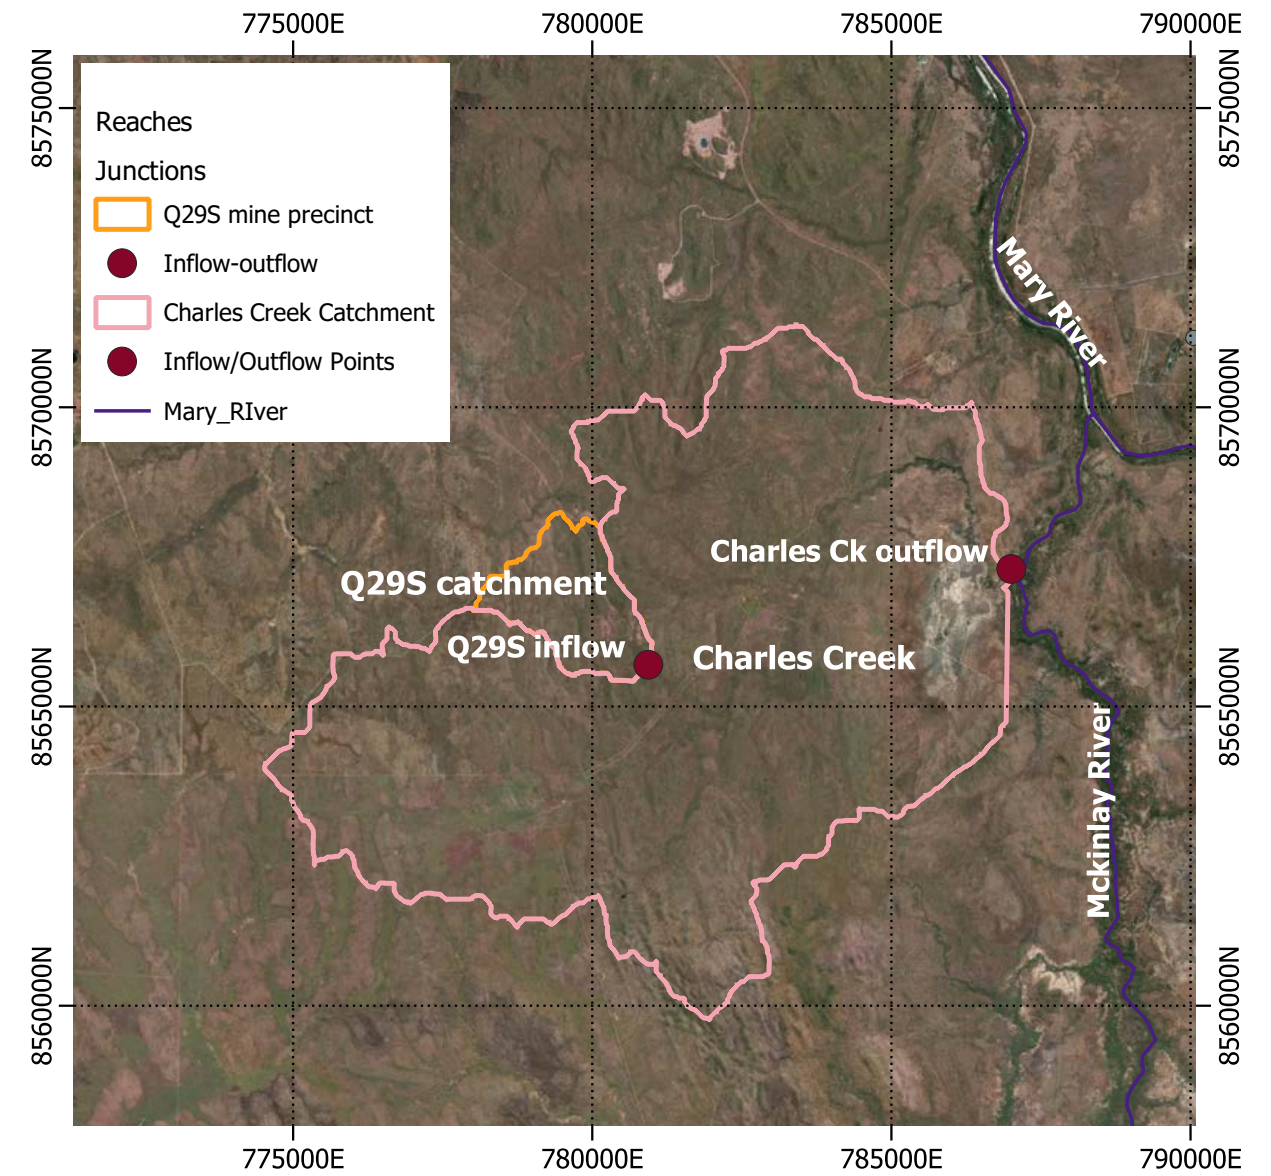 775000E 780000E 785000E 790000E
8575000N
8575000N
Reaches
Junctions
Q29S mine precinct
Inflow-outflow
Charles Creek Catchment
Inflow/Outflow Points
Mary_RIver
Mary River
8570000N
8570000N
Charles Ck outflow
Q29S catchment
Q29S inflow
Charles Creek
8565000N
8565000N
Mckinlay River
8560000N
8560000N
775000E 780000E 785000E 790000E